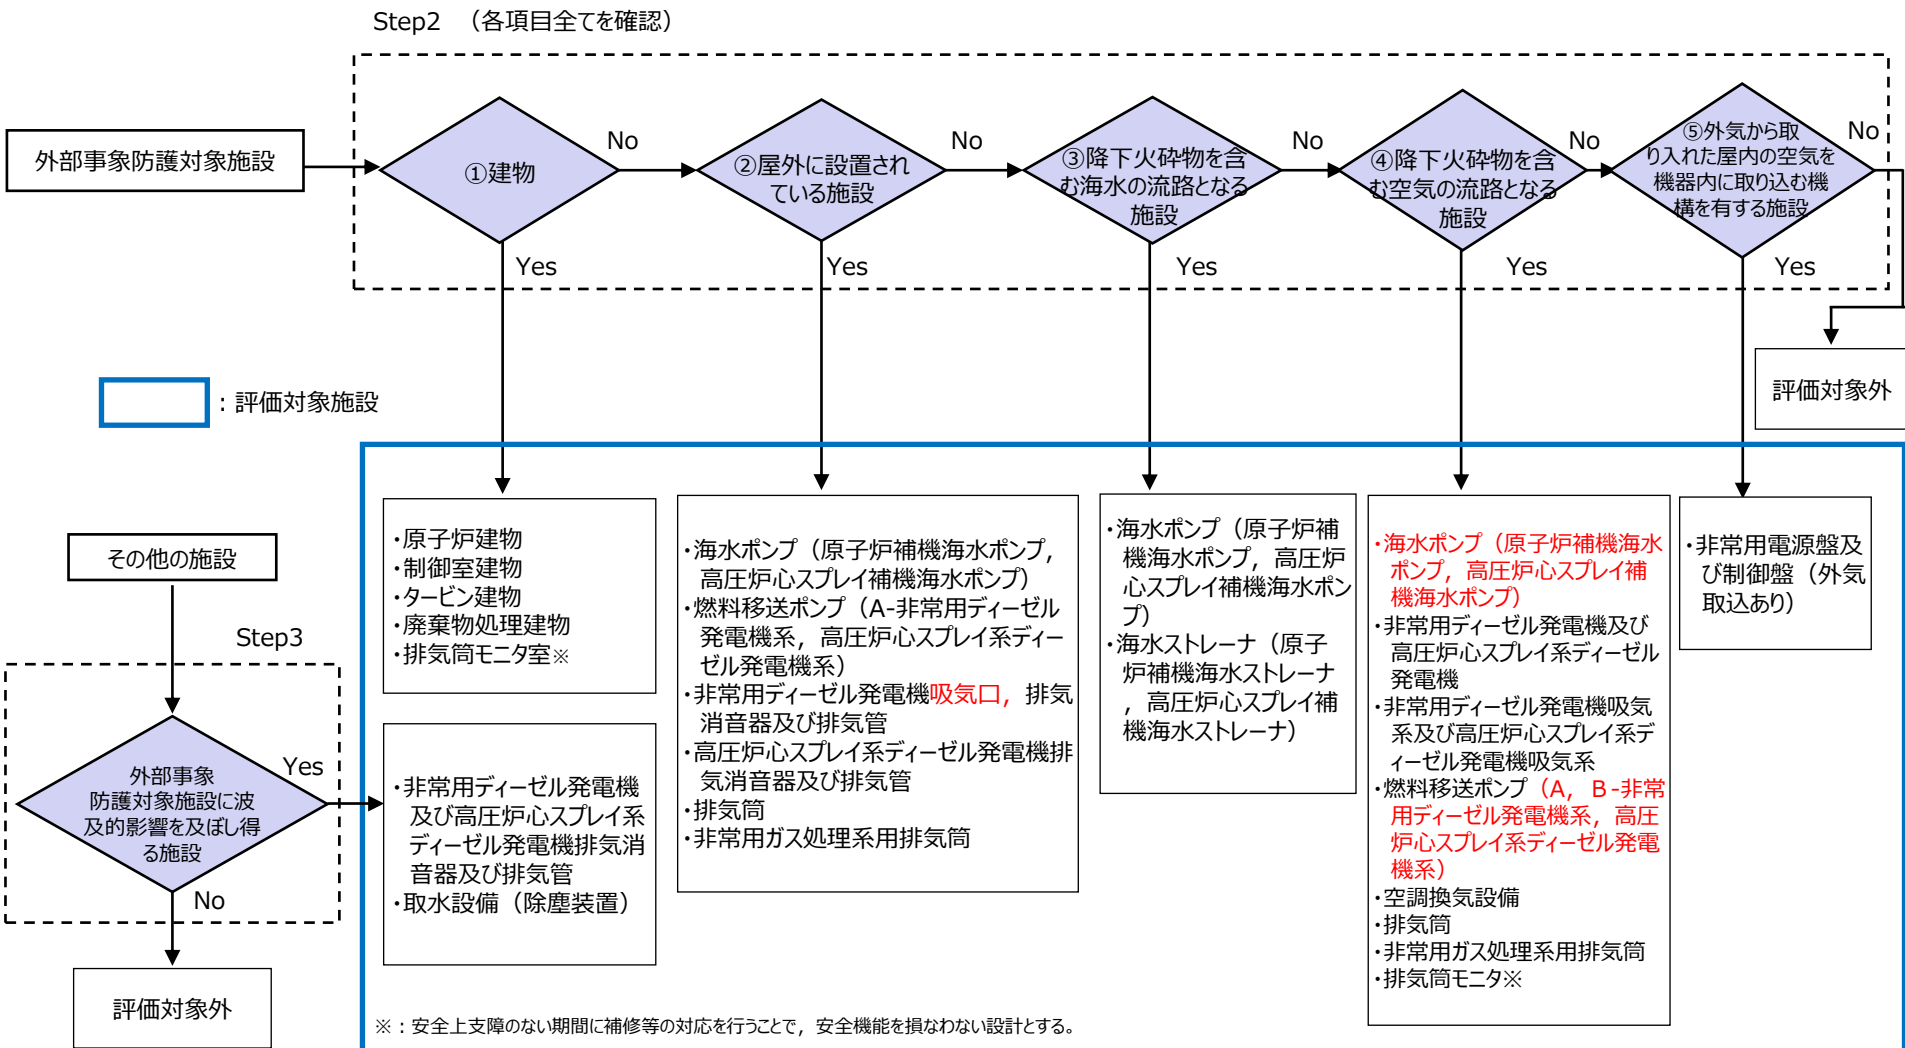 Step2 （各項目全てを確認）
外部事象防護対象施設
①建物
No
Yes
②屋外に設置され
ている施設
No
Yes
③降下火砕物を含
む海水の流路となる
施設
No
Yes
④降下火砕物を含
む空気の流路となる
施設
No
Yes
⑤外気から取
り入れた屋内の空気を
機器内に取り込む機
構を有する施設
No
Yes
評価対象外
：評価対象施設
・原子炉建物
・制御室建物
・タービン建物
・廃棄物処理建物
・排気筒モニタ室※
・海水ポンプ（原子炉補機海水ポンプ，
高圧炉心スプレイ補機海水ポンプ）
・燃料移送ポンプ（A-非常用ディーゼル
発電機系，高圧炉心スプレイ系ディー
ゼル発電機系）
・非常用ディーゼル発電機吸気口，排気
消音器及び排気管
・高圧炉心スプレイ系ディーゼル発電機排
気消音器及び排気管
・排気筒
・非常用ガス処理系用排気筒
・海水ポンプ（原子炉補
機海水ポンプ，高圧炉
心スプレイ補機海水ポン
プ）
・海水ストレーナ（原子
炉補機海水ストレーナ
，高圧炉心スプレイ補
機海水ストレーナ）
・海水ポンプ（原子炉補機海水
ポンプ，高圧炉心スプレイ補
機海水ポンプ）
・非常用ディーゼル発電機及び
高圧炉心スプレイ系ディーゼル
発電機
・非常用ディーゼル発電機吸気
系及び高圧炉心スプレイ系デ
ィーゼル発電機吸気系
・燃料移送ポンプ（A，B-非常
用ディーゼル発電機系，高圧
炉心スプレイ系ディーゼル発電
機系）
・空調換気設備
・排気筒
・非常用ガス処理系用排気筒
・排気筒モニタ※
・非常用電源盤及
び制御盤（外気
取込あり）
その他の施設
Step3
外部事象
防護対象施設に波
及的影響を及ぼし得
る施設
Yes
No
評価対象外
・非常用ディーゼル発電機
及び高圧炉心スプレイ系
ディーゼル発電機排気消
音器及び排気管
・取水設備（除塵装置）
※：安全上支障のない期間に補修等の対応を行うことで，安全機能を損なわない設計とする。